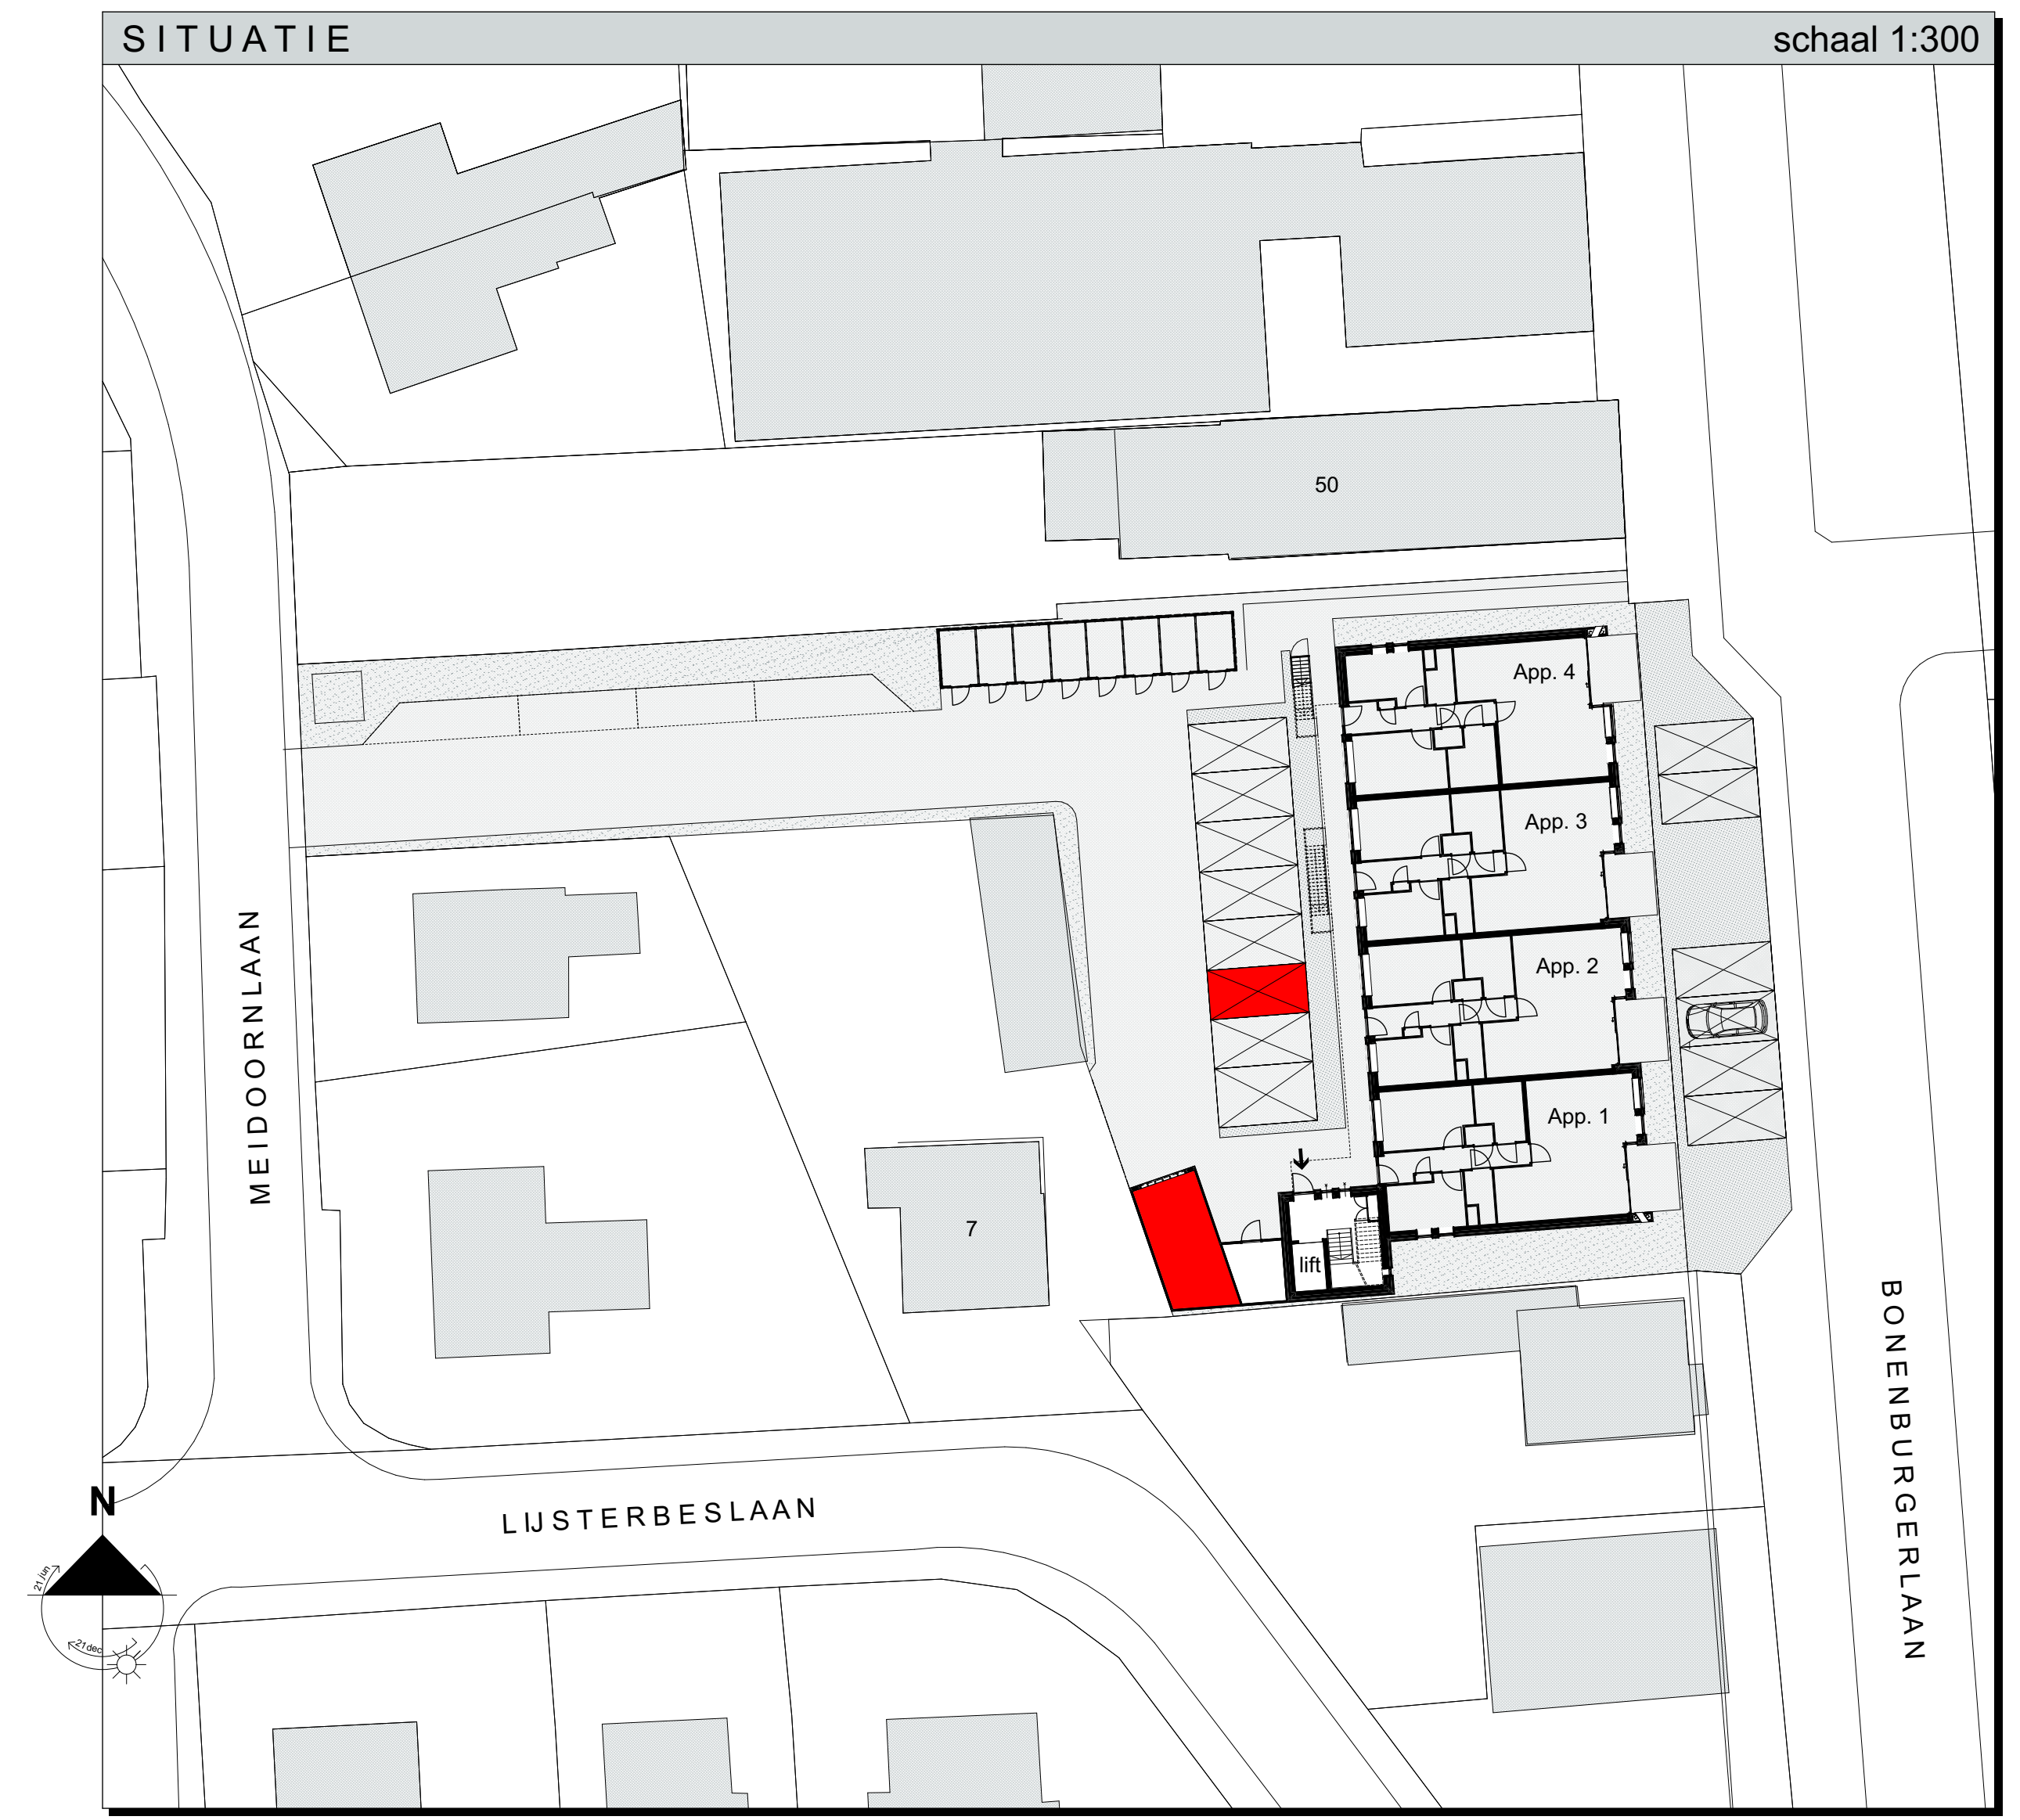 SITUATIE
schaal 1:300
50
App. 4
App. 3
App. 2
App. 1
MEIDOORNLAAN
7
lift
BONENBURGERLAAN
N
LIJSTERBESLAAN
21 jun
21 dec